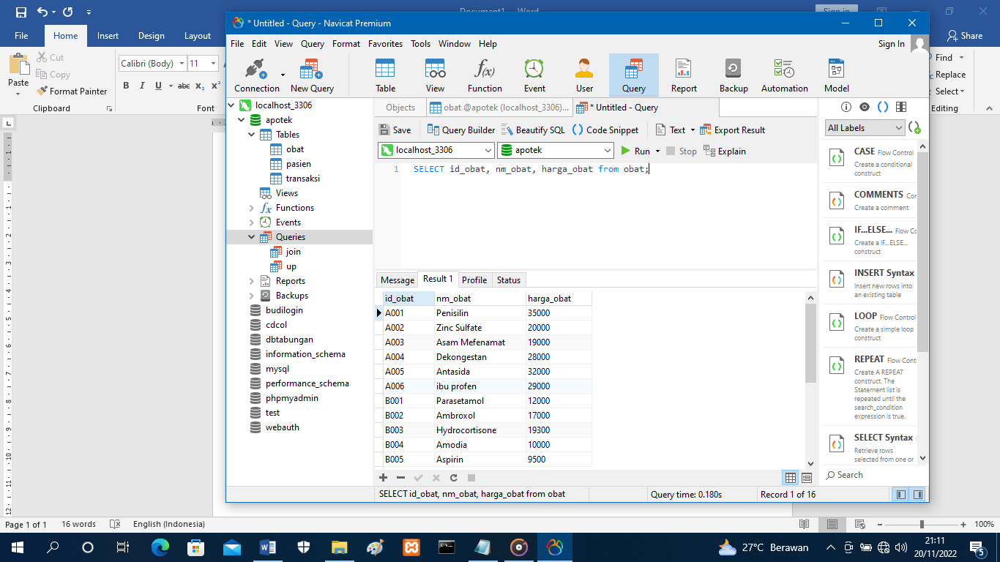 Document1 - Word
Sign in
File Home Insert Design Layout
Share
Cut
Copy
Paste
Format Painter
Clipboard
Calibri (Body) 11
B I U abc x₂ x²
Font
Find
Replace
Select
Editing
* Untitled - Query - Navicat Premium
File Edit View Query Format Favorites Tools Window Help
Sign In
Connection New Query Table View Function Event User Query Report Backup Automation Model
localhost_3306
apotek
Tables
obat
pasien
transaksi
Views
Functions
Events
Queries
join
up
Reports
Backups
budilogin
cdcol
dbtabungan
information_schema
mysql
performance_schema
phpmyadmin
test
webauth
Objects obat @apotek (localhost_3306)... * Untitled - Query
Save Query Builder Beautify SQL Code Snippet Text Export Result
localhost_3306 apotek Run Stop Explain
1 SELECT id_obat, nm_obat, harga_obat from obat;
Message Result 1 Profile Status
id_obat nm_obat harga_obat
A001 Penisilin 35000
A002 Zinc Sulfate 20000
A003 Asam Mefenamat 19000
A004 Dekongestan 28000
A005 Antasida 32000
A006 ibu profen 29000
B001 Parasetamol 12000
B002 Ambroxol 17000
B003 Hydrocortisone 19300
B004 Amodia 10000
B005 Aspirin 9500
SELECT id_obat, nm_obat, harga_obat from obat
Query time: 0.180s
Record 1 of 16
All Labels
CASE Flow Control
Create a conditional
construct
COMMENTS
Create a comment
IF...ELSE...
Create a IF...ELSE...
construct
INSERT Syntax
Insert new rows into
an existing table
LOOP Flow Control
Create a simple loop
construct
REPEAT
Create A REPEAT
construct. The
Statement list is
repeated until the
search_condition
expression is true.
SELECT Syntax
Retrieve rows
selected from one or
Search
Page 1 of 1 16 words English (Indonesia)
100%
27°C Berawan
21:11
20/11/2022
5